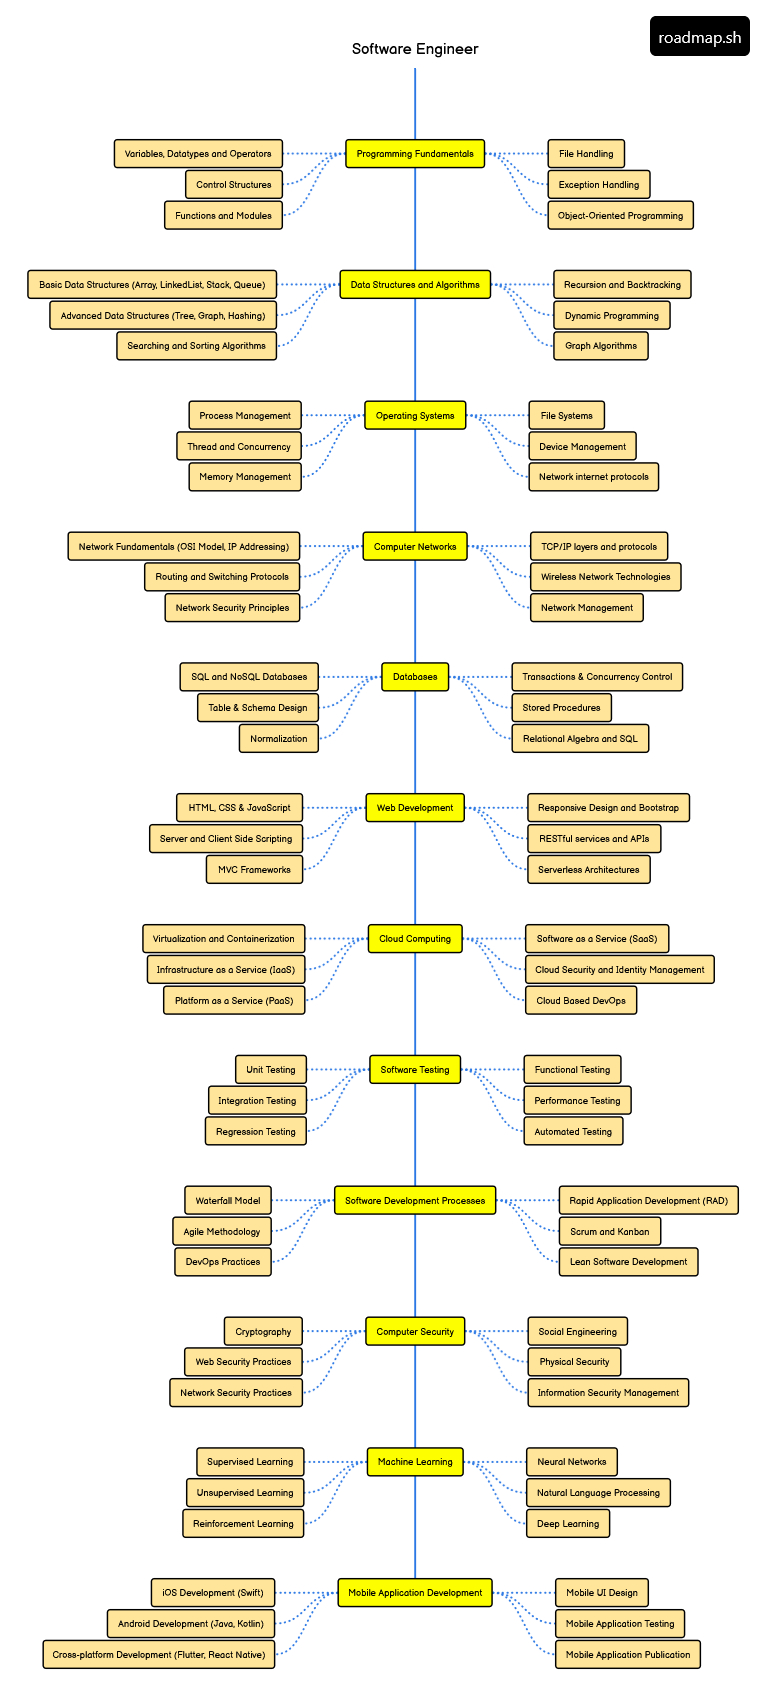 roadmap.sh
Software Engineer
Programming Fundamentals
Variables, Datatypes and Operators
Control Structures
Functions and Modules
File Handling
Exception Handling
Object-Oriented Programming
Data Structures and Algorithms
Basic Data Structures (Array, LinkedList, Stack, Queue)
Advanced Data Structures (Tree, Graph, Hashing)
Searching and Sorting Algorithms
Recursion and Backtracking
Dynamic Programming
Graph Algorithms
Operating Systems
Process Management
Thread and Concurrency
Memory Management
File Systems
Device Management
Network internet protocols
Computer Networks
Network Fundamentals (OSI Model, IP Addressing)
Routing and Switching Protocols
Network Security Principles
TCP/IP layers and protocols
Wireless Network Technologies
Network Management
Databases
SQL and NoSQL Databases
Table & Schema Design
Normalization
Transactions & Concurrency Control
Stored Procedures
Relational Algebra and SQL
Web Development
HTML, CSS & JavaScript
Server and Client Side Scripting
MVC Frameworks
Responsive Design and Bootstrap
RESTful services and APIs
Serverless Architectures
Cloud Computing
Virtualization and Containerization
Infrastructure as a Service (IaaS)
Platform as a Service (PaaS)
Software as a Service (SaaS)
Cloud Security and Identity Management
Cloud Based DevOps
Software Testing
Unit Testing
Integration Testing
Regression Testing
Functional Testing
Performance Testing
Automated Testing
Software Development Processes
Waterfall Model
Agile Methodology
DevOps Practices
Rapid Application Development (RAD)
Scrum and Kanban
Lean Software Development
Computer Security
Cryptography
Web Security Practices
Network Security Practices
Social Engineering
Physical Security
Information Security Management
Machine Learning
Supervised Learning
Unsupervised Learning
Reinforcement Learning
Neural Networks
Natural Language Processing
Deep Learning
Mobile Application Development
iOS Development (Swift)
Android Development (Java, Kotlin)
Cross-platform Development (Flutter, React Native)
Mobile UI Design
Mobile Application Testing
Mobile Application Publication